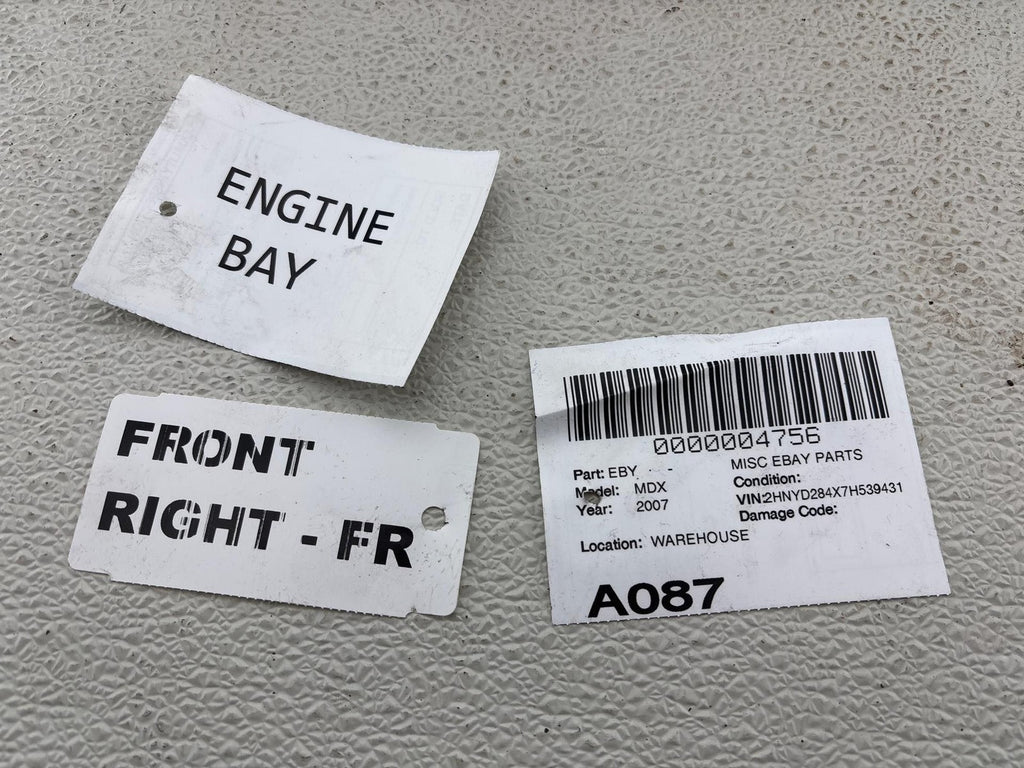 ENGINE
BAY
FRONT
RIGHT - FR
0000004756
Part: EBY - -
MISC EBAY PARTS
Model: MDX
Condition:
Year: 2007
VIN:2HNYD284X7H539431
Damage Code:
Location: WAREHOUSE
A087